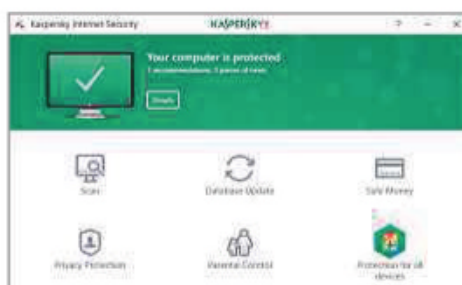 Kaspersky Internet Security
KASPERSKY
? – ×
Your computer is protected
Details
Scan
Database Update
Safe Money
Privacy Protection
Parental Control
Protection for all
devices